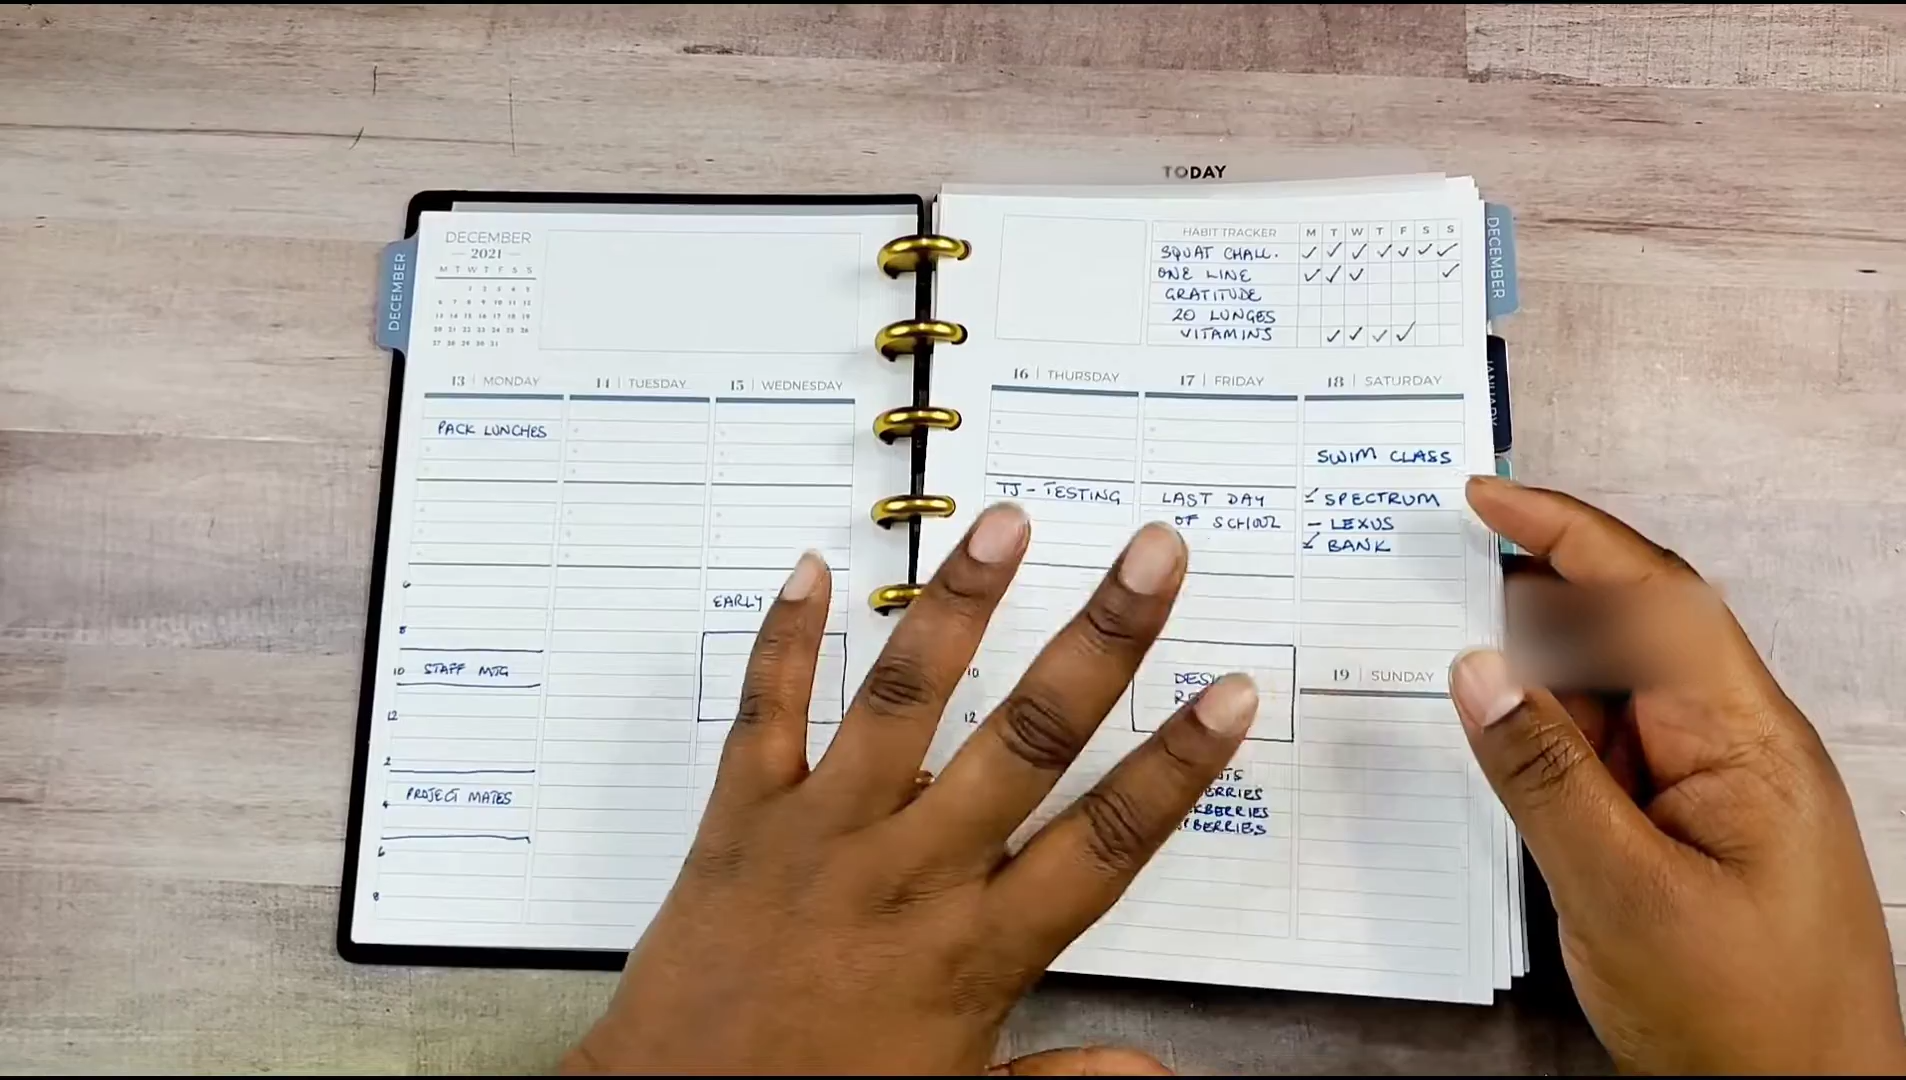 TODAY
DECEMBER
2021
M T W T F S S
1 2 3 4 5
6 7 8 9 10 11 12
13 14 15 16 17 18 19
20 21 22 23 24 25 26
27 28 29 30 31
DECEMBER
13 | MONDAY
14 | TUESDAY
15 | WEDNESDAY
PACK LUNCHES
EARLY
6
8
10 STAFF MTG
12
2
PROJECT MATES
4
6
8
HABIT TRACKER M T W T F S S
SQUAT CHALL.
ONE LINE
GRATITUDE
20 LUNGES
VITAMINS
DECEMBER
JANUARY
16 | THURSDAY
17 | FRIDAY
18 | SATURDAY
TJ - TESTING
LAST DAY
OF SCHOOL
SWIM CLASS
SPECTRUM
- LEXUS
BANK
10
12
19 | SUNDAY